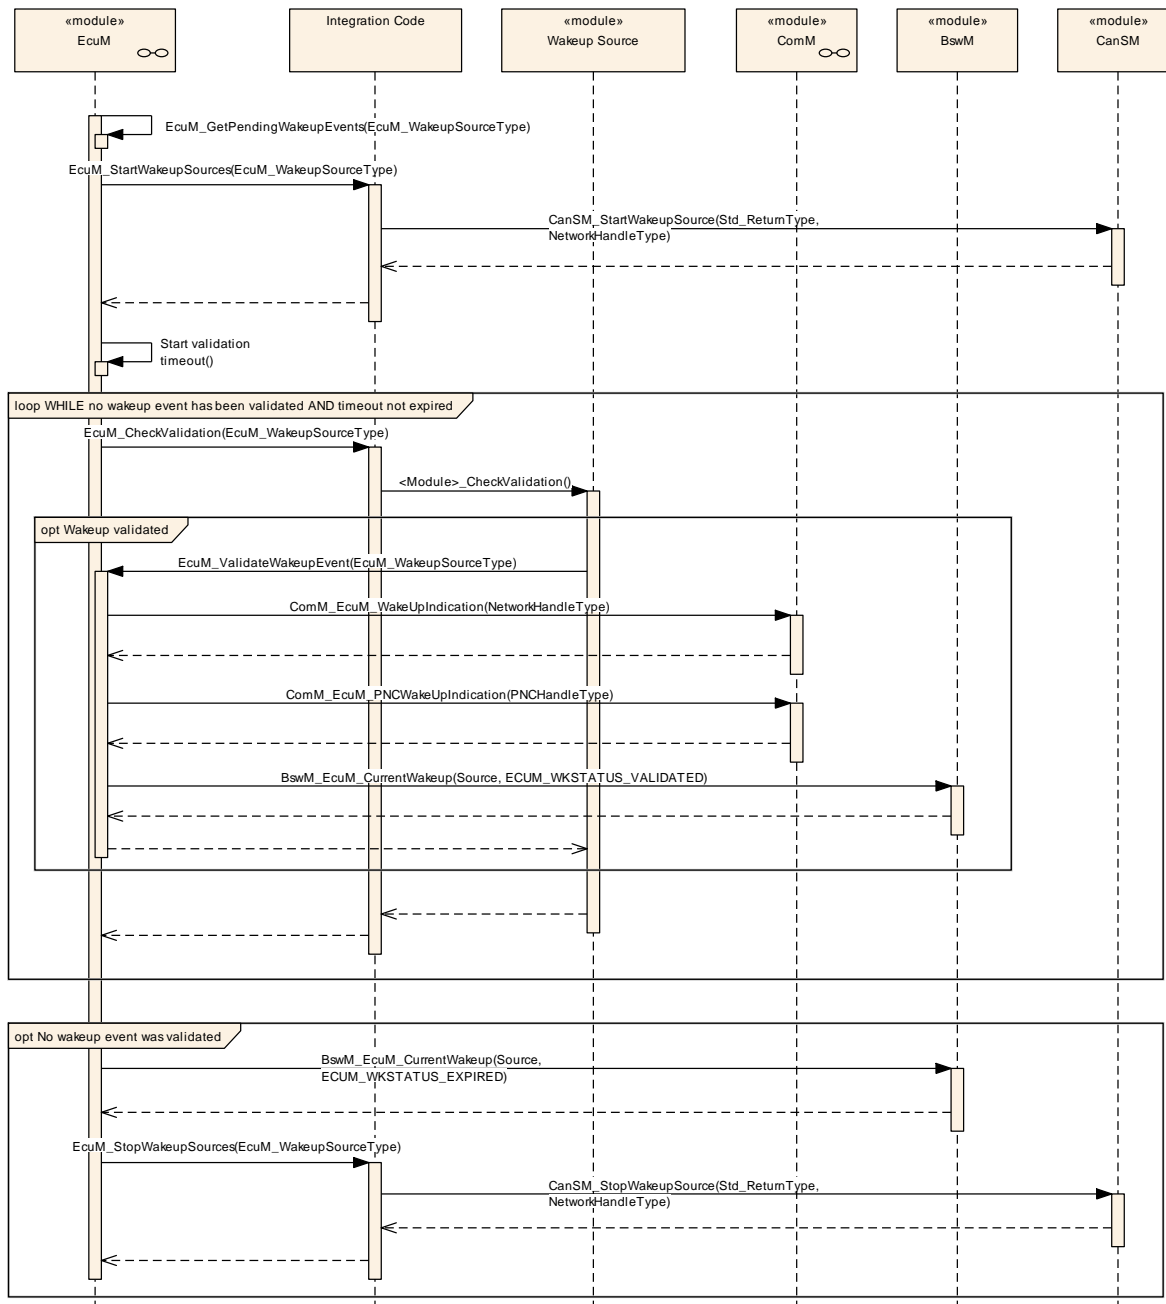 «module»
EcuM
Integration Code
«module»
Wakeup Source
«module»
ComM
«module»
BswM
«module»
CanSM
EcuM_GetPendingWakeupEvents(EcuM_WakeupSourceType)
EcuM_StartWakeupSources(EcuM_WakeupSourceType)
CanSM_StartWakeupSource(Std_ReturnType,
NetworkHandleType)
Start validation
timeout()
loop WHILE no wakeup event has been validated AND timeout not expired
EcuM_CheckValidation(EcuM_WakeupSourceType)
<Module>_CheckValidation()
opt Wakeup validated
EcuM_ValidateWakeupEvent(EcuM_WakeupSourceType)
ComM_EcuM_WakeUpIndication(NetworkHandleType)
ComM_EcuM_PNCWakeUpIndication(PNCHandleType)
BswM_EcuM_CurrentWakeup(Source, ECUM_WKSTATUS_VALIDATED)
opt No wakeup event was validated
BswM_EcuM_CurrentWakeup(Source,
ECUM_WKSTATUS_EXPIRED)
EcuM_StopWakeupSources(EcuM_WakeupSourceType)
CanSM_StopWakeupSource(Std_ReturnType,
NetworkHandleType)